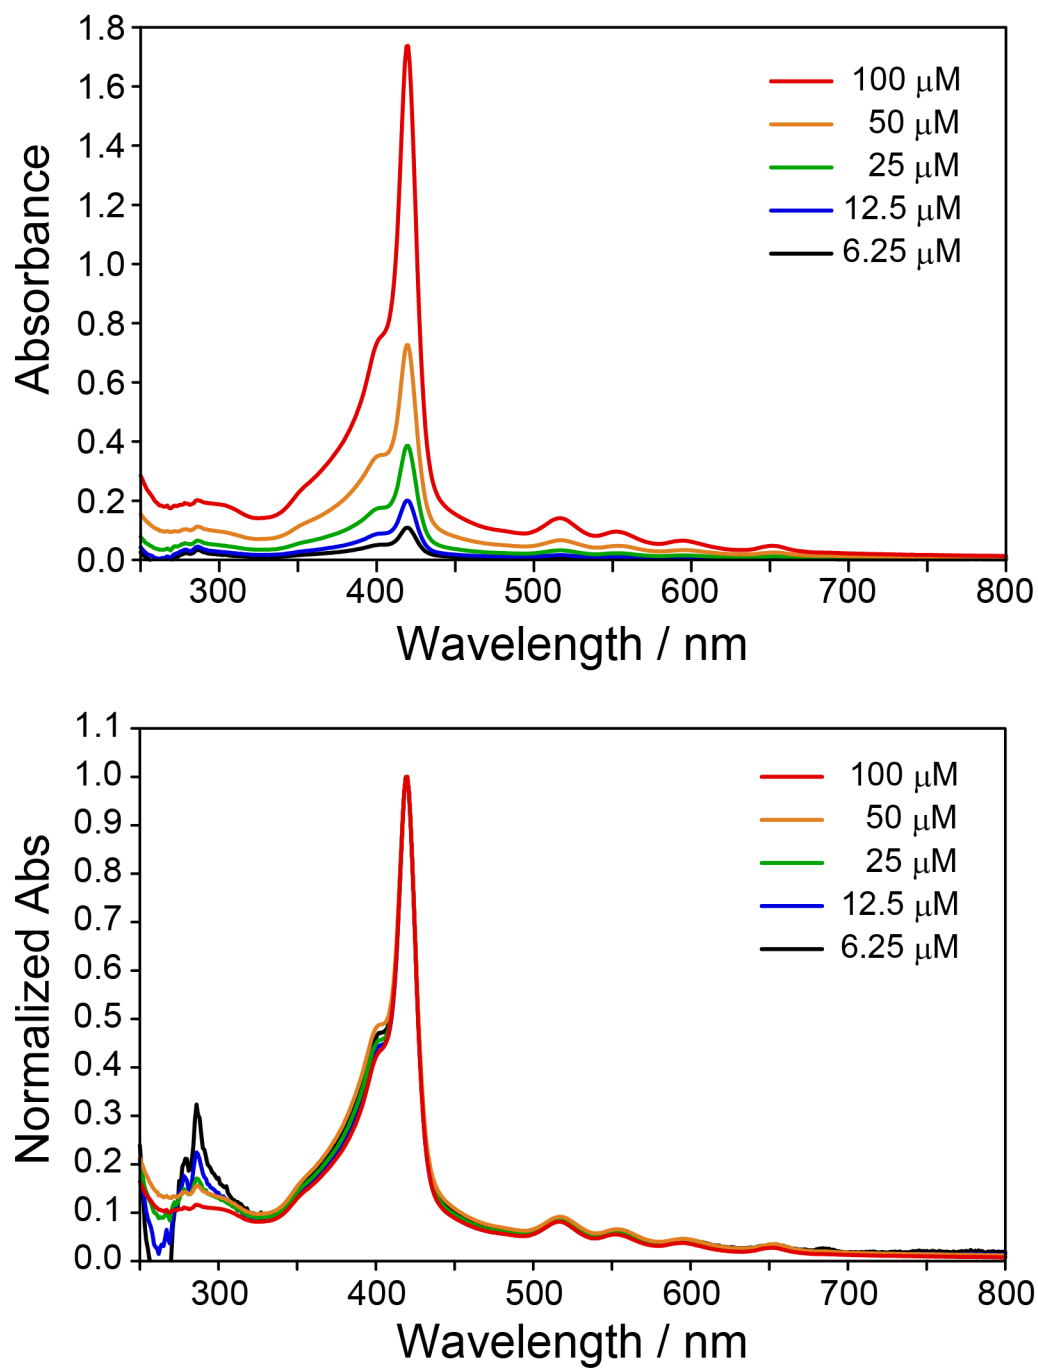 1.8
1.6
1.4
1.2
1.0
0.8
0.6
0.4
0.2
0.0
Absorbance
100 μM
50 μM
25 μM
12.5 μM
6.25 μM
300 400 500 600 700 800
Wavelength / nm
1.1
1.0
0.9
0.8
0.7
0.6
0.5
0.4
0.3
0.2
0.1
0.0
Normalized Abs
100 μM
50 μM
25 μM
12.5 μM
6.25 μM
300 400 500 600 700 800
Wavelength / nm